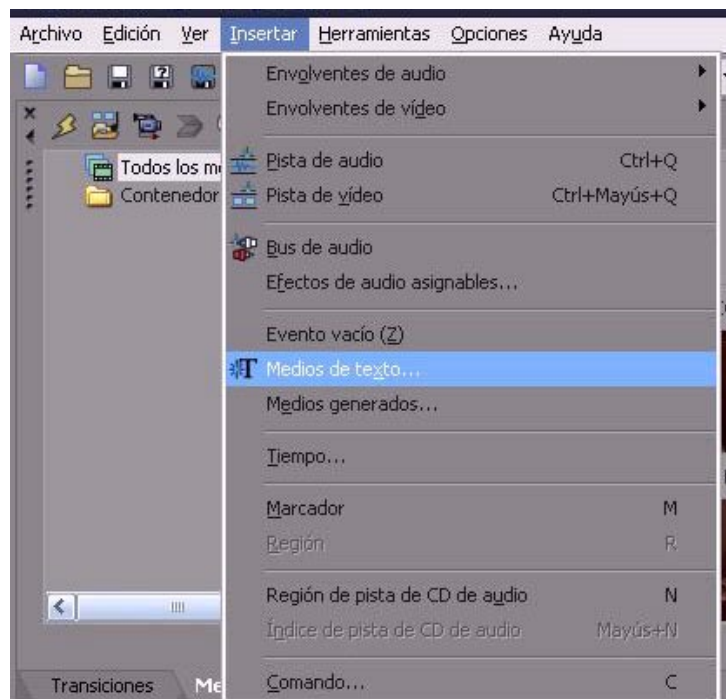 Archivo Edición Ver Insertar Herramientas Opciones Ayuda
Envolventes de audio
Envolventes de vídeo
Todos los
Pista de audio Ctrl+Q
Contenedor
Pista de vídeo Ctrl+Mayús+Q
Bus de audio
Efectos de audio asignables...
Evento vacío (Z)
Medios de texto...
Medios generados...
Tiempo...
Marcador M
Región R
Región de pista de CD de audio N
Índice de pista de CD de audio Mayús+N
Transiciones
Comando... C